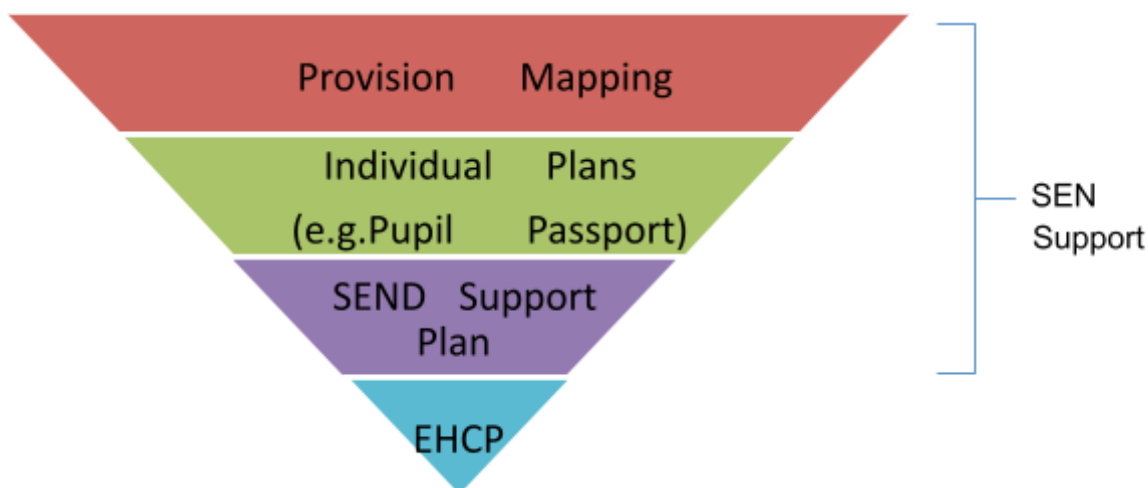 Provision Mapping
Individual Plans
(e.g.Pupil Passport)
SEND Support
Plan
EHCP
SEN
Support